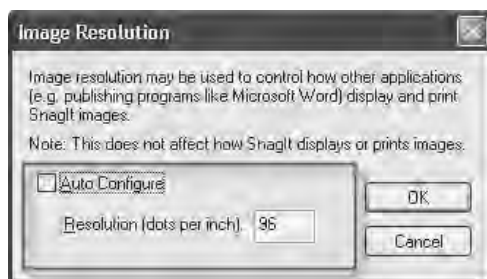 Image Resolution
Image resolution may be used to control how other applications
(e.g. publishing programs like Microsoft Word) display and print
SnagIt images.
Note: This does not affect how SnagIt displays or prints images.
Auto Configure
OK
Resolution (dots per inch): 96
Cancel